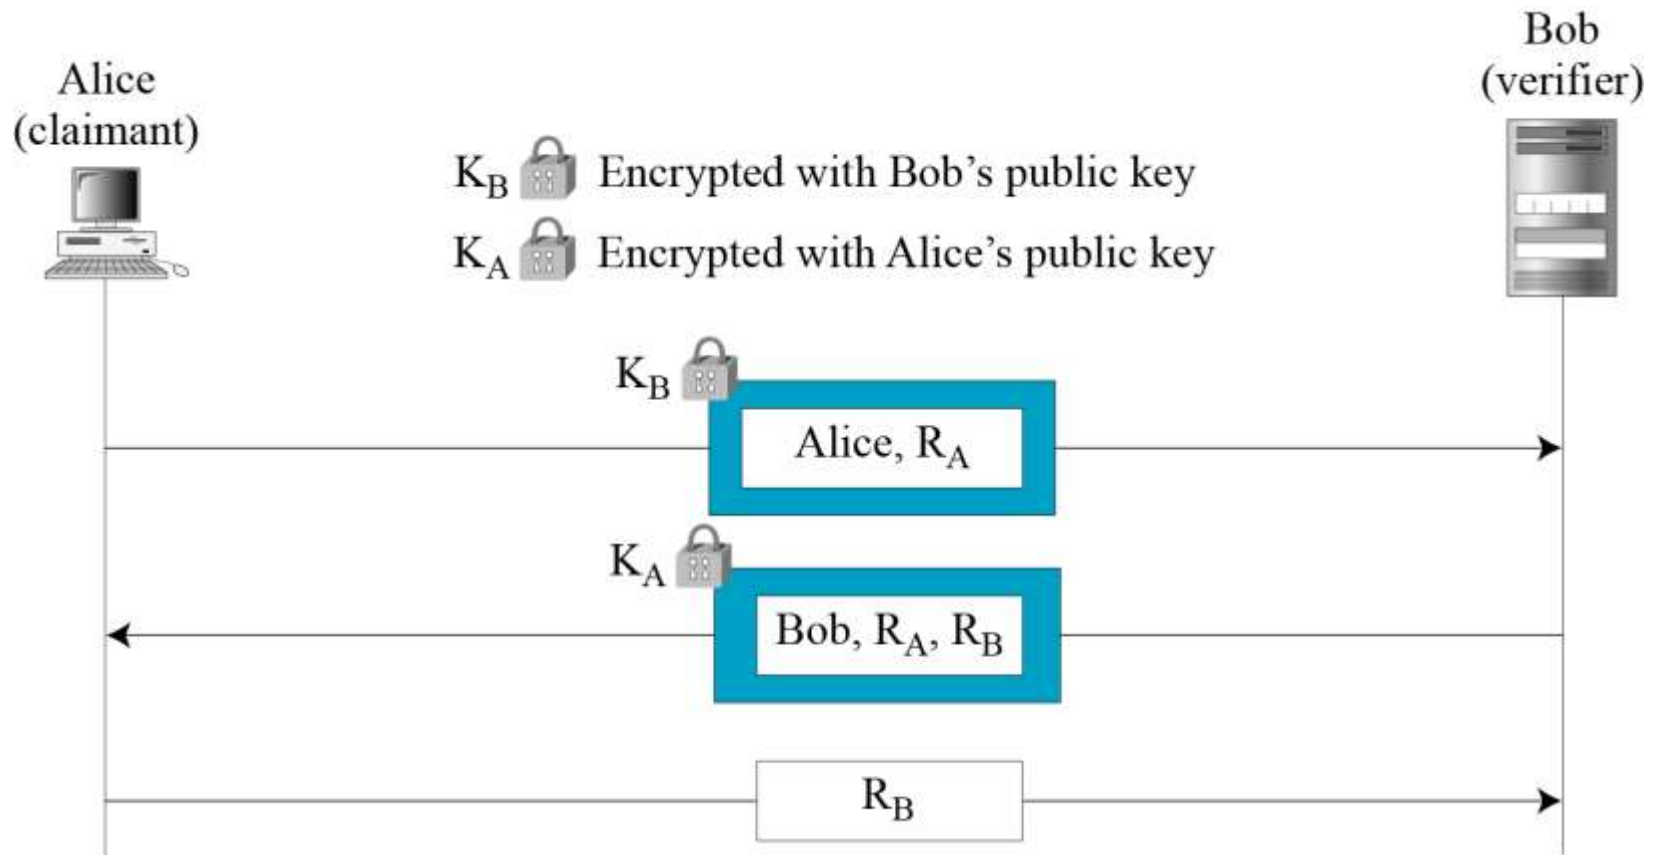 Alice
(claimant)
Bob
(verifier)
K_B Encrypted with Bob’s public key
K_A Encrypted with Alice’s public key
K_B
Alice, R_A
K_A
Bob, R_A, R_B
R_B